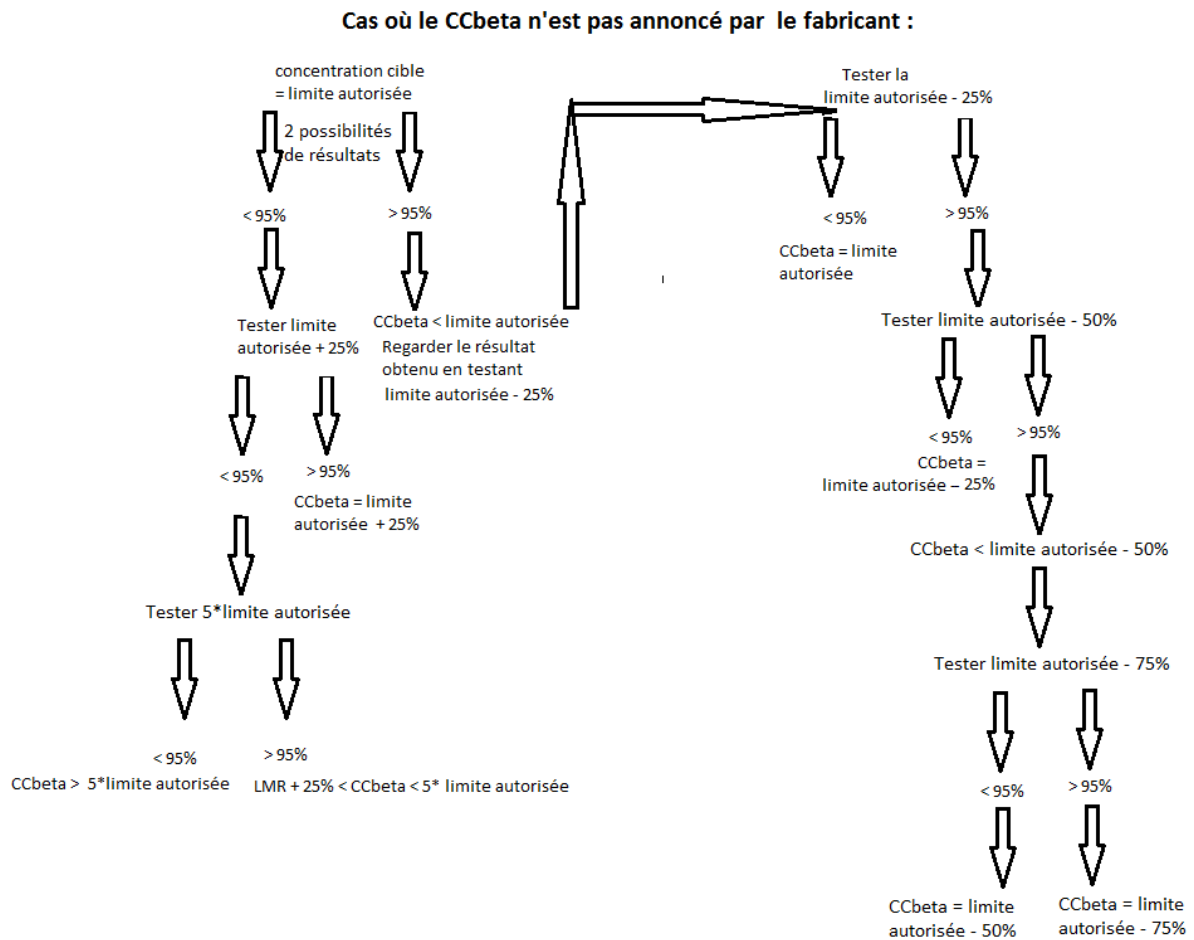 Cas où le CCbeta n'est pas annoncé par le fabricant :
concentration cible
= limite autorisée
2 possibilités
de résultats
< 95%
> 95%
Tester limite
autorisée + 25%
CCbeta < limite autorisée
Regarder le résultat
obtenu en testant
limite autorisée - 25%
< 95%
> 95%
CCbeta = limite
autorisée + 25%
Tester 5*limite autorisée
< 95%
> 95%
CCbeta > 5*limite autorisée
LMR + 25% < CCbeta < 5* limite autorisée
Tester la
limite autorisée - 25%
< 95%
> 95%
CCbeta = limite
autorisée
Tester limite autorisée - 50%
< 95%
> 95%
CCbeta =
limite autorisée – 25%
CCbeta < limite autorisée - 50%
Tester limite autorisée - 75%
< 95%
> 95%
CCbeta = limite
autorisée - 50%
CCbeta = limite
autorisée - 75%